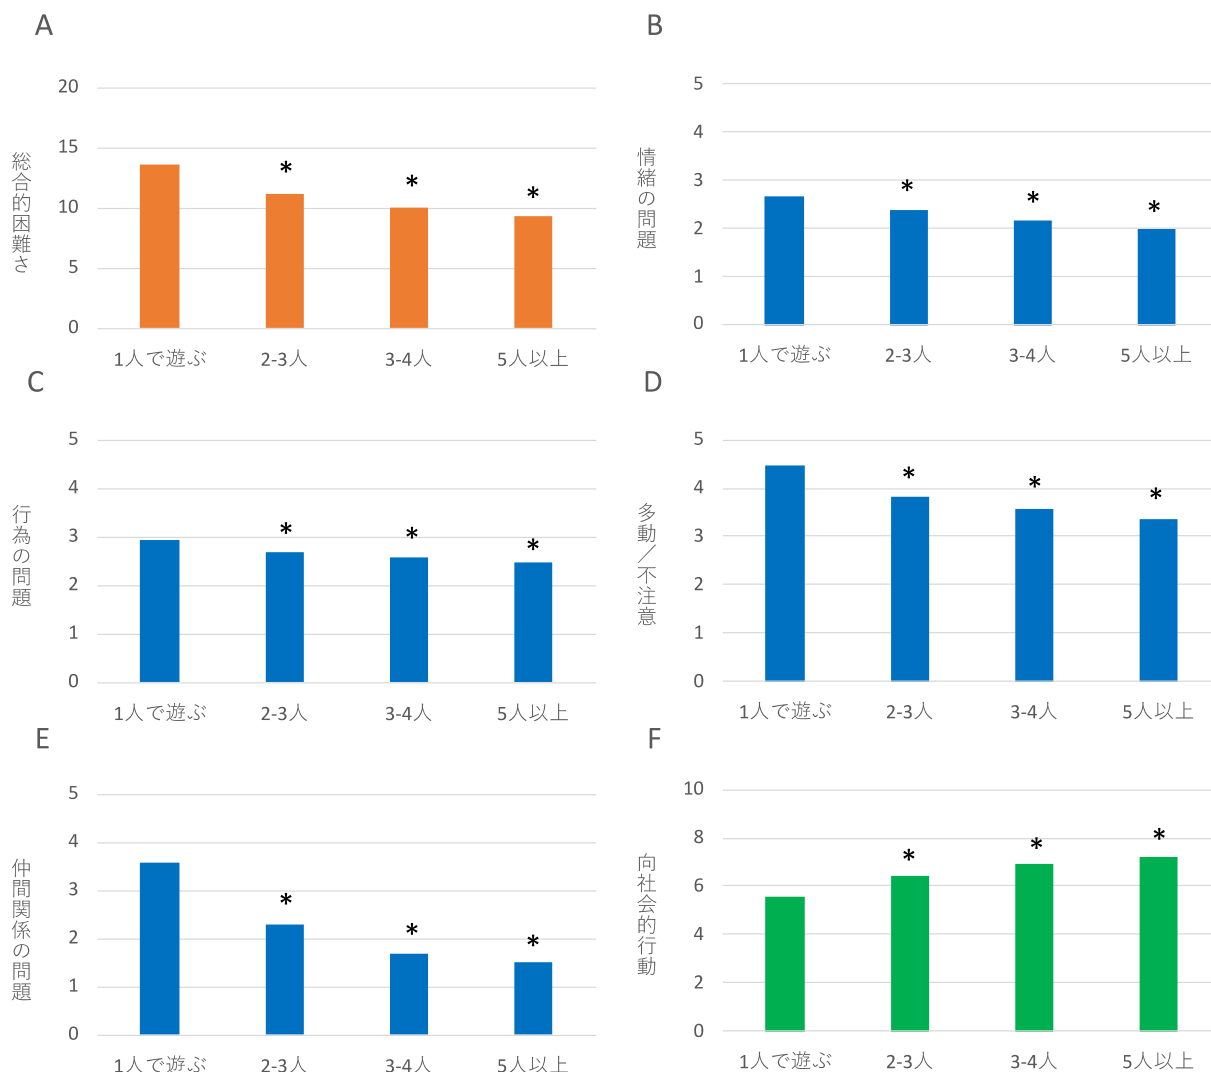 A
総合的困難さ
20
15
10
5
0
*
*
*
1人で遊ぶ
2-3人
3-4人
5人以上
B
情緒の問題
5
4
3
2
1
0
*
*
*
1人で遊ぶ
2-3人
3-4人
5人以上
C
行為の問題
5
4
3
2
1
0
*
*
*
1人で遊ぶ
2-3人
3-4人
5人以上
D
多動/不注意
5
4
3
2
1
0
*
*
*
1人で遊ぶ
2-3人
3-4人
5人以上
E
仲間関係の問題
5
4
3
2
1
0
*
*
*
1人で遊ぶ
2-3人
3-4人
5人以上
F
向社会的行動
10
8
6
4
2
0
*
*
*
1人で遊ぶ
2-3人
3-4人
5人以上